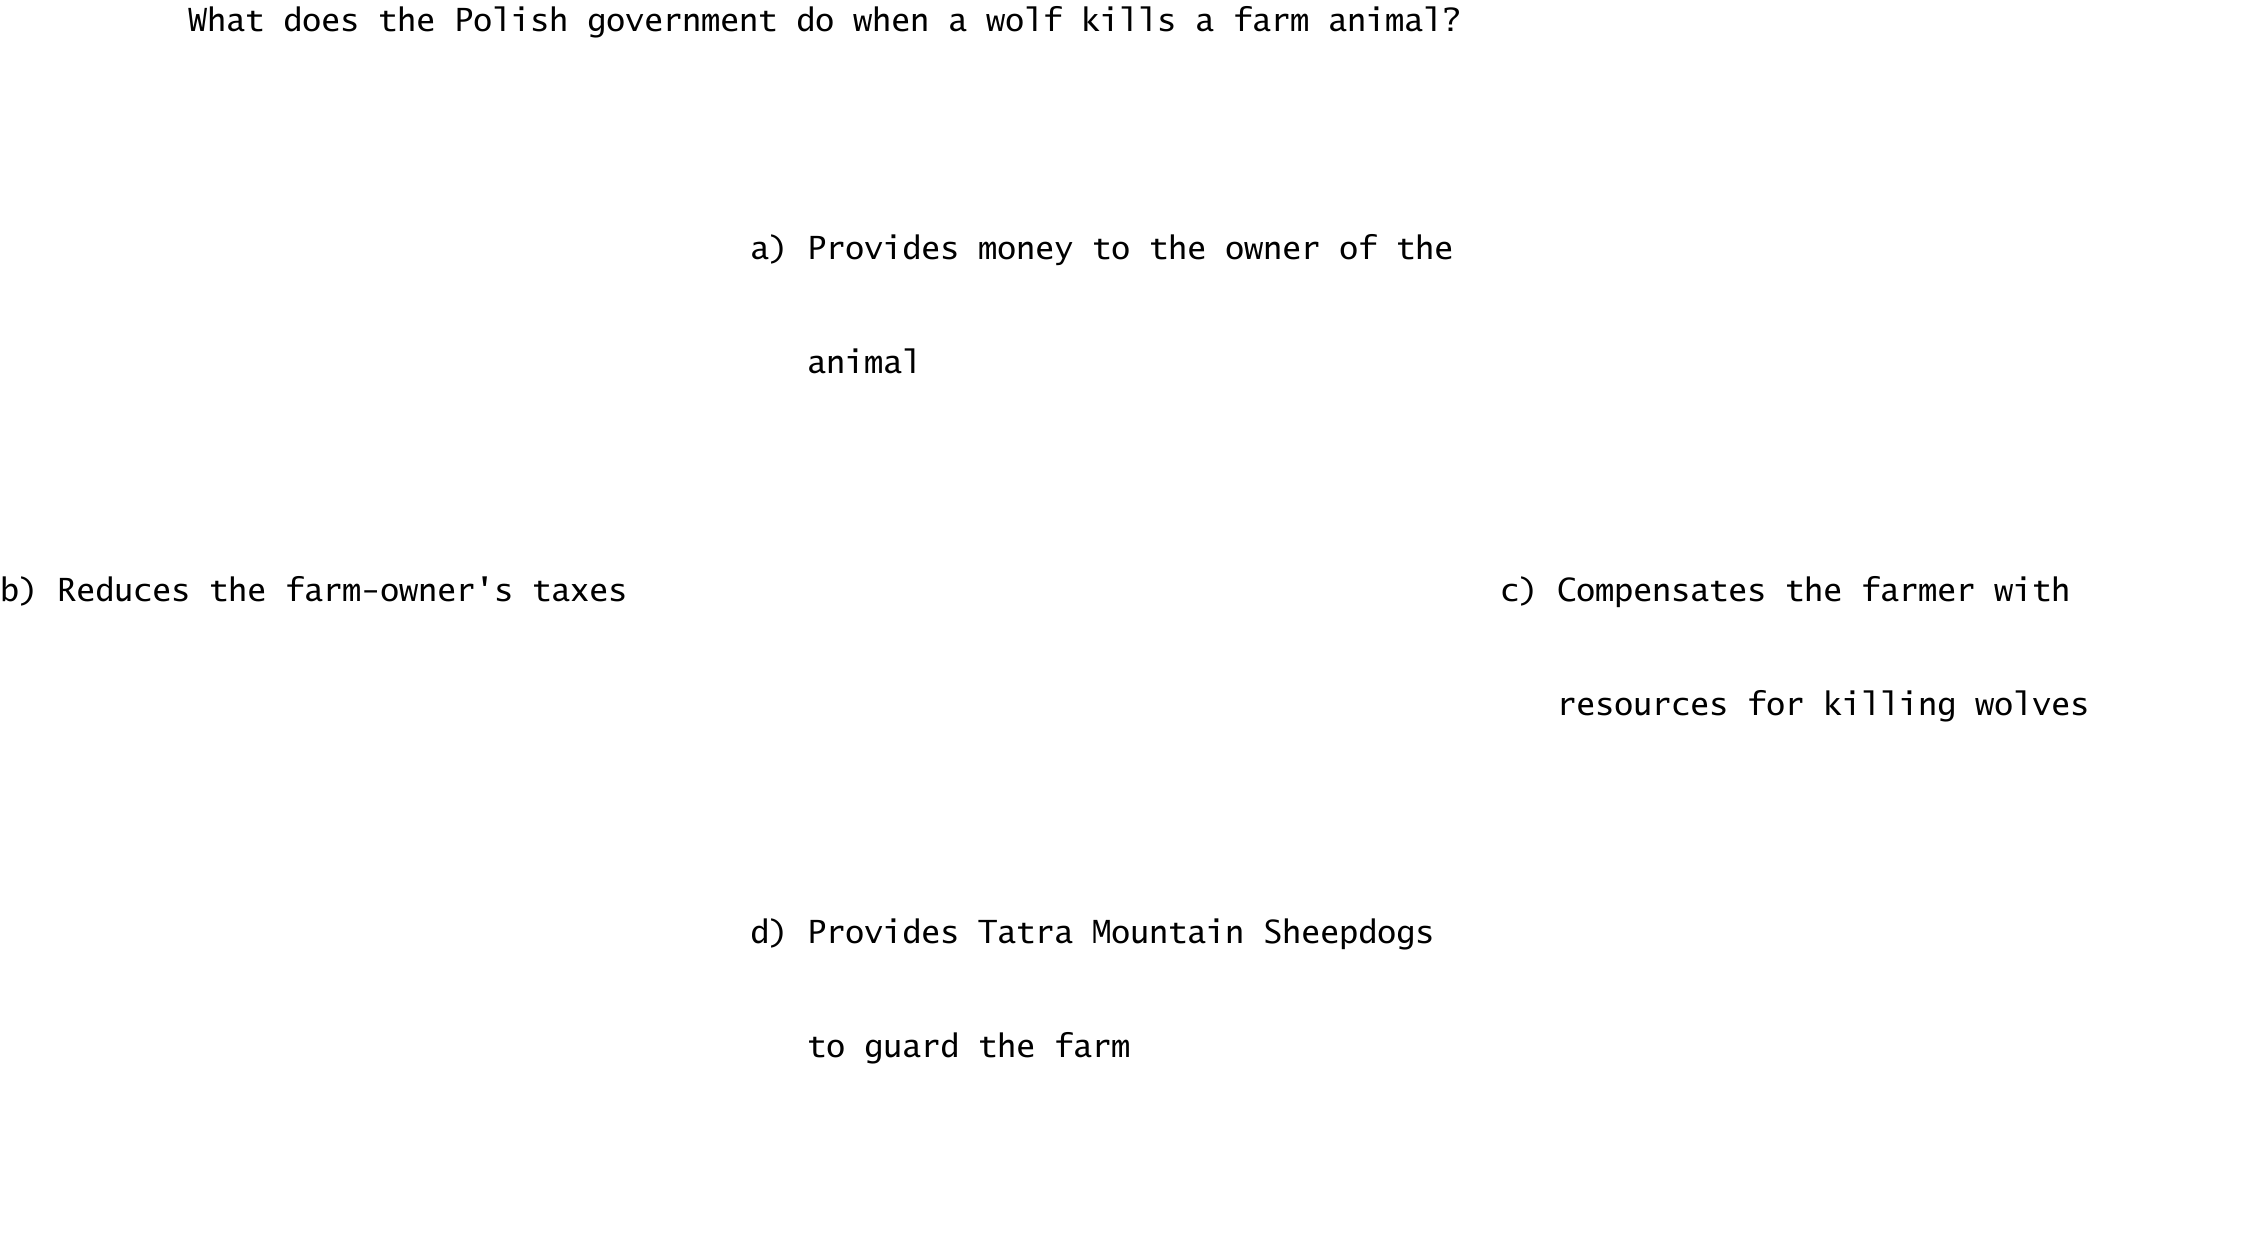 What does the Polish government do when a wolf kills a farm animal?
a) Provides money to the owner of the
animal
b) Reduces the farm-owner's taxes
c) Compensates the farmer with
resources for killing wolves
d) Provides Tatra Mountain Sheepdogs
to guard the farm